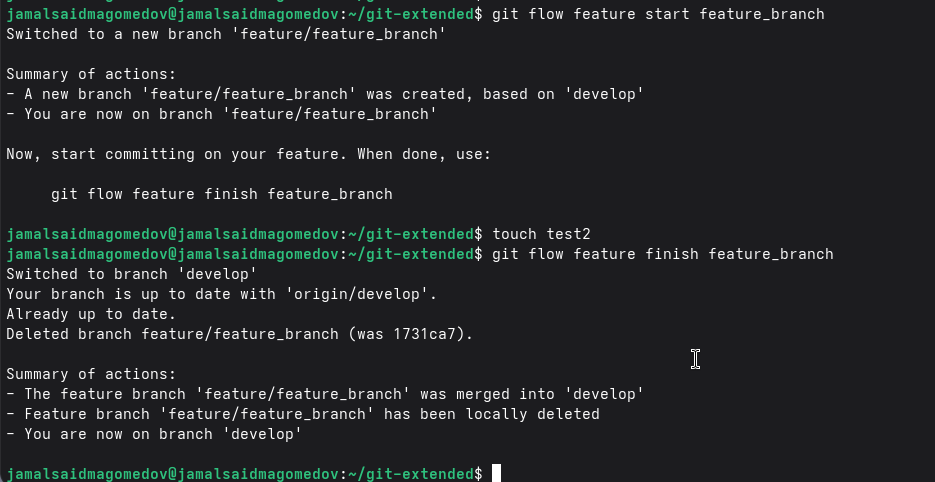 jamalsaidmagomedov@jamalsaidmagomedov:~/git-extended$ git flow feature start feature_branch
Switched to a new branch 'feature/feature_branch'
Summary of actions:
- A new branch 'feature/feature_branch' was created, based on 'develop'
- You are now on branch 'feature/feature_branch'
Now, start committing on your feature. When done, use:
git flow feature finish feature_branch
jamalsaidmagomedov@jamalsaidmagomedov:~/git-extended$ touch test2
jamalsaidmagomedov@jamalsaidmagomedov:~/git-extended$ git flow feature finish feature_branch
Switched to branch 'develop'
Your branch is up to date with 'origin/develop'.
Already up to date.
Deleted branch feature/feature_branch (was 1731ca7).
Summary of actions:
- The feature branch 'feature/feature_branch' was merged into 'develop'
- Feature branch 'feature/feature_branch' has been locally deleted
- You are now on branch 'develop'
jamalsaidmagomedov@jamalsaidmagomedov:~/git-extended$